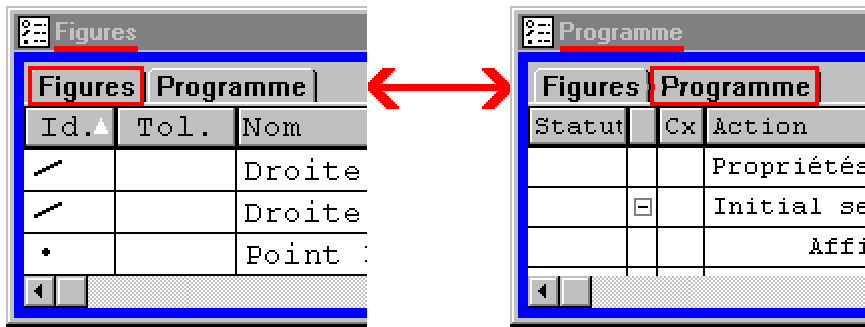 Figures
Figures Programme
Id. Tol. Nom
Droite
Droite
Point
Programme
Figures Programme
Statut Cx Action
Propriétés
Initial se
Affi